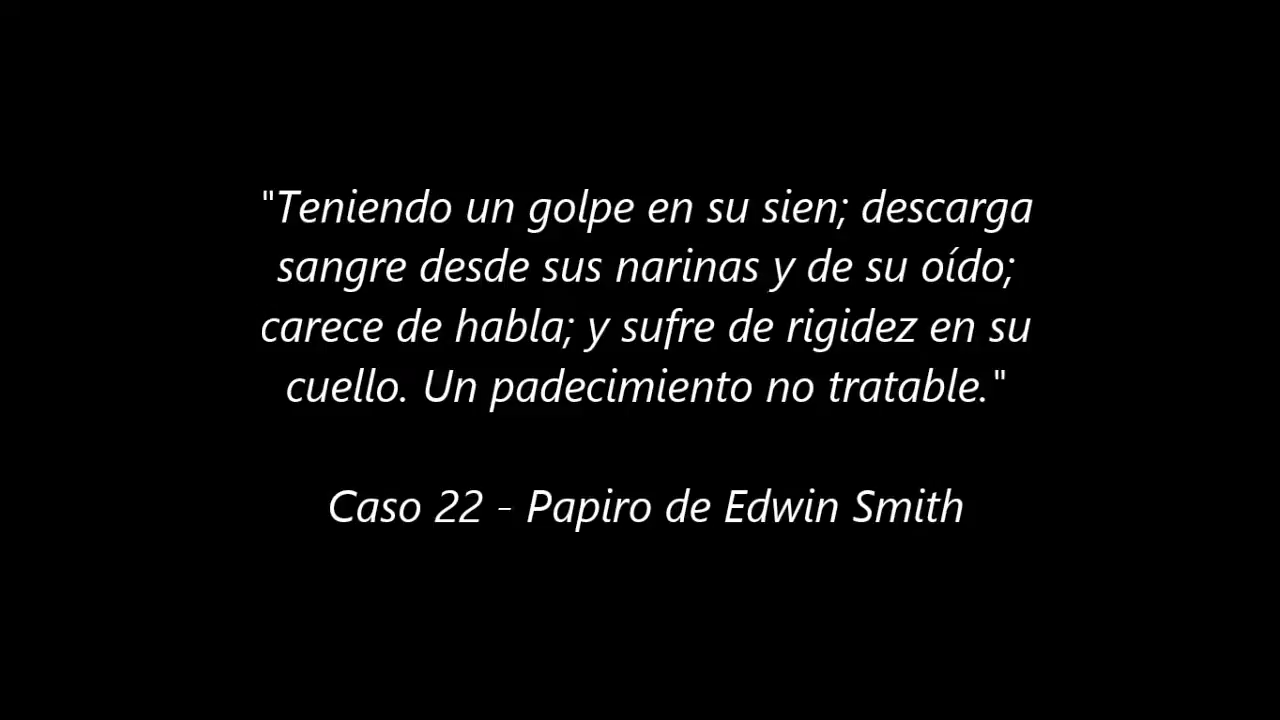 "Teniendo un golpe en su sien; descarga
sangre desde sus narinas y de su oído;
carece de habla; y sufre de rigidez en su
cuello. Un padecimiento no tratable."
Caso 22 - Papiro de Edwin Smith